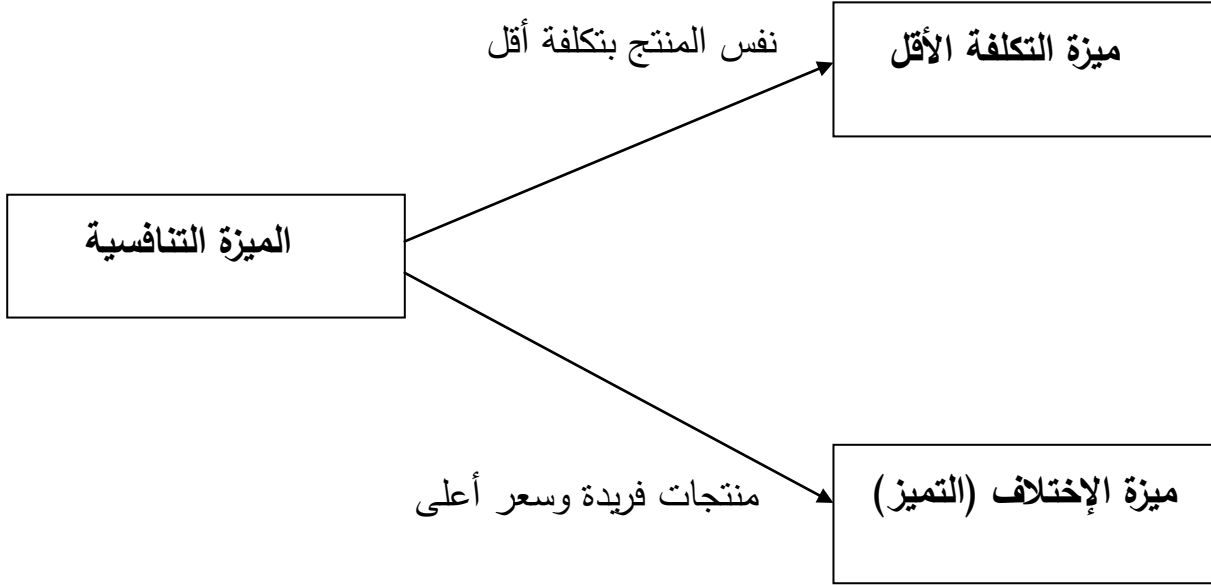 نفس المنتج بتكلفة أقل
ميزة التكلفة الأقل
الميزة التنافسية
منتجات فريدة وسعر أعلى
ميزة الإختلاف (التميز)